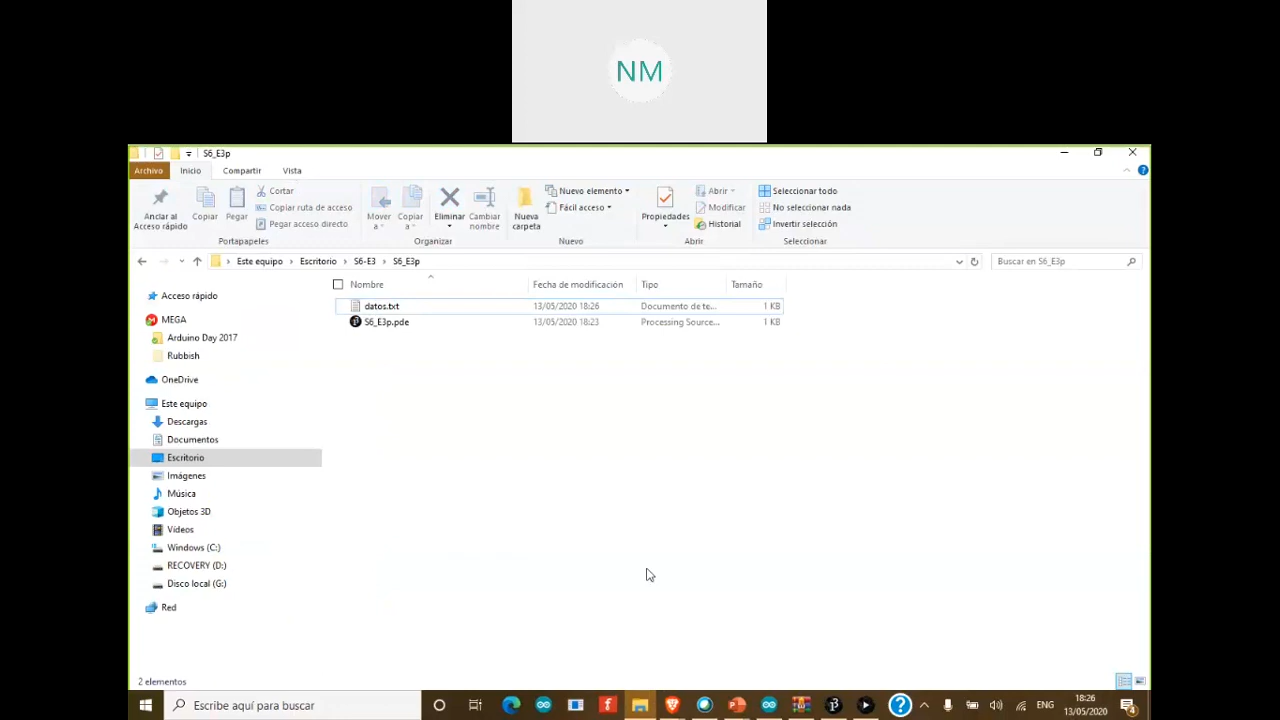 NM
S6_E3p
Archivo Inicio Compartir Vista
Anclar al Acceso rápido
Copiar
Pegar
Cortar
Copiar ruta de acceso
Pegar acceso directo
Mover a
Copiar a
Eliminar
Cambiar nombre
Nueva carpeta
Nuevo elemento
Fácil acceso
Propiedades
Abrir
Modificar
Historial
Seleccionar todo
No seleccionar nada
Invertir selección
Portapapeles Organizar Nuevo Abrir Seleccionar
Este equipo > Escritorio > S6-E3 > S6_E3p
Buscar en S6_E3p
Nombre Fecha de modificación Tipo Tamaño
datos.txt 13/05/2020 18:26 Documento de te... 1 KB
S6_E3p.pde 13/05/2020 18:23 Processing Source... 1 KB
Acceso rápido
MEGA
Arduino Day 2017
Rubbish
OneDrive
Este equipo
Descargas
Documentos
Escritorio
Imágenes
Música
Objetos 3D
Vídeos
Windows (C:)
RECOVERY (D:)
Disco local (G:)
Red
2 elementos
Escribe aquí para buscar
ENG
18:26
13/05/2020
4